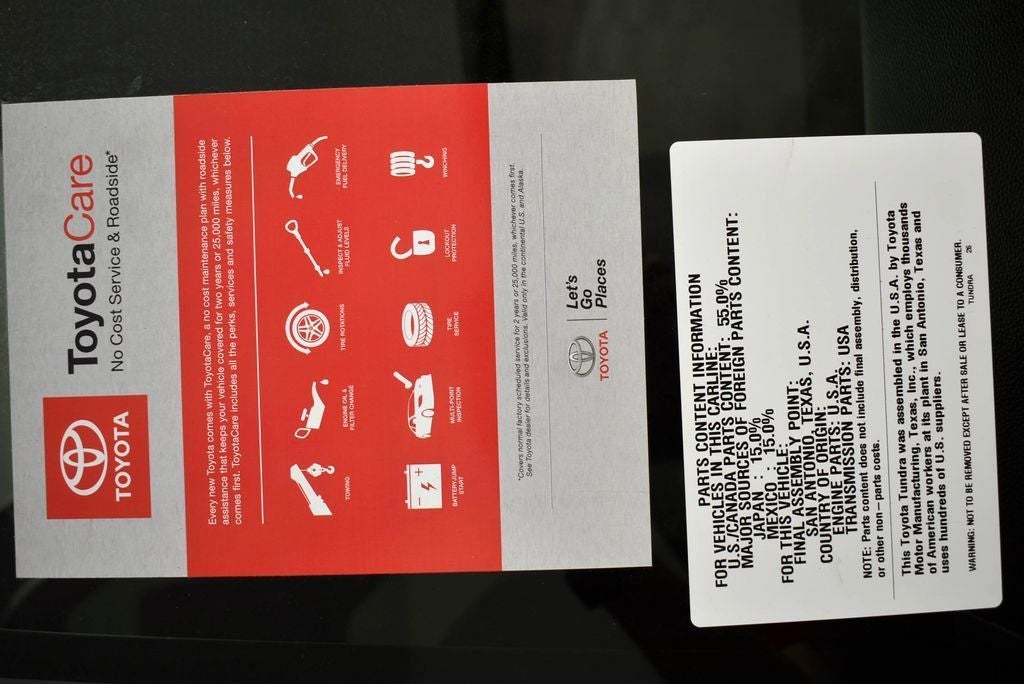 TOYOTA
ToyotaCare
No Cost Service & Roadside*
Every new Toyota comes with ToyotaCare, a no cost maintenance plan with roadside
assistance that keeps your vehicle covered for two years or 25,000 miles, whichever
comes first. ToyotaCare includes all the perks, services and safety measures below.
TOWING
ENGINE OIL &
FILTER CHANGE
TIRE ROTATIONS
INSPECT & ADJUST
FLUID LEVELS
EMERGENCY
FUEL DELIVERY
BATTERY/JUMP
START
MULTI-POINT
INSPECTION
TIRE
SERVICE
LOCKOUT
PROTECTION
WINCHING
*Covers normal factory scheduled service for 2 years or 25,000 miles, whichever comes first.
See Toyota dealer for details and exclusions. Valid only in the continental U.S. and Alaska.
TOYOTA
Let's
Go
Places
PARTS CONTENT INFORMATION
FOR VEHICLES IN THIS CARLINE:
U.S./CANADA PARTS CONTENT: 55.0%
MAJOR SOURCES OF FOREIGN PARTS CONTENT:
JAPAN : 15.0%
MEXICO : 15.0%
FOR THIS VEHICLE:
FINAL ASSEMBLY POINT:
SAN ANTONIO, TEXAS, U.S.A.
COUNTRY OF ORIGIN:
ENGINE PARTS: U.S.A.
TRANSMISSION PARTS: USA
NOTE: Parts content does not include final assembly, distribution,
or other non-parts costs.
This Toyota Tundra was assembled in the U.S.A. by Toyota
Motor Manufacturing, Texas, Inc., which employs thousands
of American workers at its plant in San Antonio, Texas and
uses hundreds of U.S. suppliers.
WARNING: NOT TO BE REMOVED EXCEPT AFTER SALE OR LEASE TO A CONSUMER.
TUNDRA 26